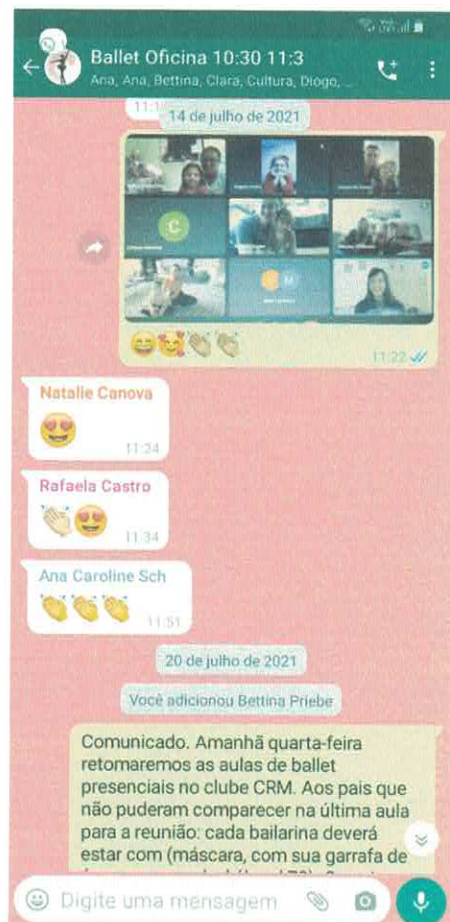 Ballet Oficina 10:30 11:3
Ana, Ana, Bettina, Clara, Cultura, Diogo, ...
14 de julho de 2021
C
M
11:22
Natalie Canova
11:24
Rafaela Castro
11:34
Ana Caroline Sch
11:51
20 de julho de 2021
Você adicionou Bettina Priebe
Comunicado. Amanhã quarta-feira
retomaremos as aulas de ballet
presenciais no clube CRM. Aos pais que
não puderam comparecer na última aula
para a reunião: cada bailarina deverá
estar com (máscara, com sua garrafa de
Digite uma mensagem